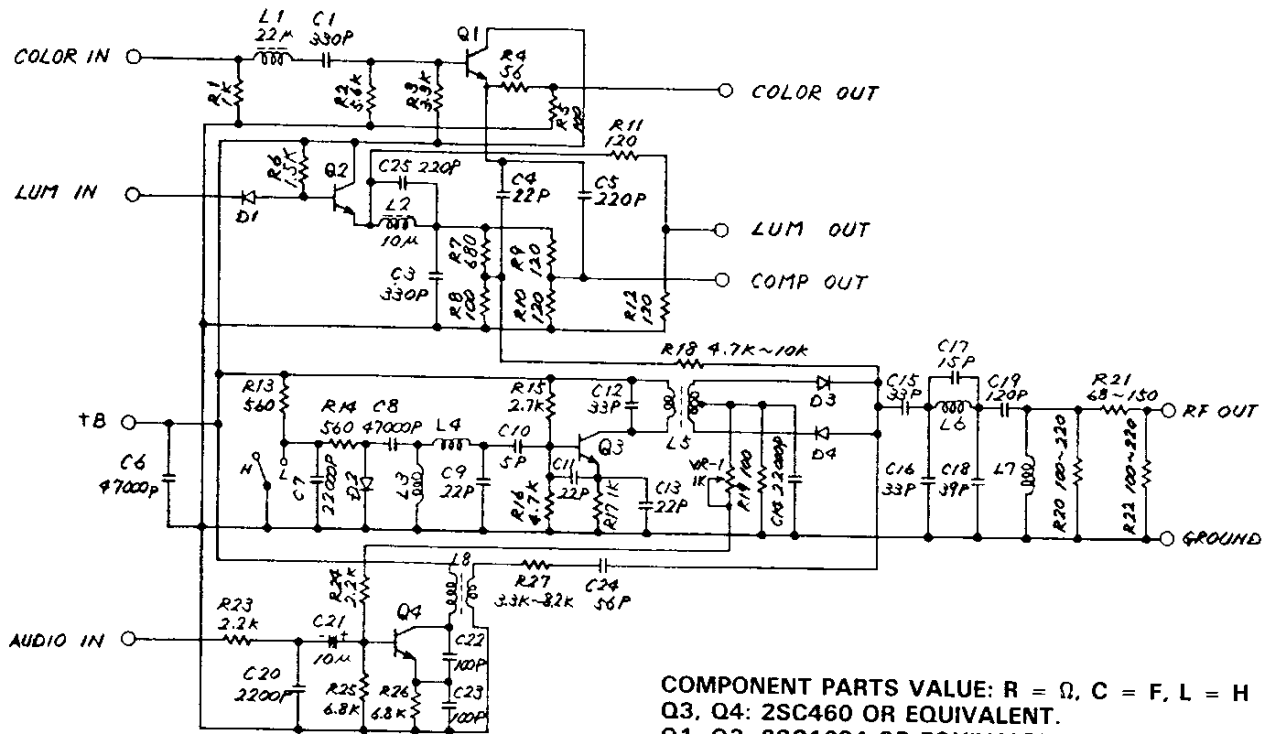 COLOR IN
L1
22μ
C1
330P
Q1
R4
56
COLOR OUT
R1
1K
R2
5.6K
R3
3.3K
R5
100
R11
120
LUM IN
D1
R6
1.5K
Q2
C25 220P
L2
10μ
C3
330P
R7
680
R8
100
C4
22P
C5
220P
R9
120
R10
120
R12
120
LUM OUT
COMP OUT
R18 4.7K~10K
+B
C6
47000P
R13
560
H
L
C7
22000P
R14
560
D2
C8
47000P
L3
L4
C9
22P
C10
5P
R15
2.7K
R16
4.7K
C11
22P
C12
33P
Q3
R17 1K
C13
22P
L5
D3
D4
VR-1
1K
R19 100
C14 22000P
C15
33P
C16
33P
C17
15P
L6
C18
39P
C19
120P
L7
R20 100~220
R21
68~150
R22 100~220
RF OUT
GROUND
AUDIO IN
R23
2.2K
C20
2200P
C21
- +
10μ
R24
2.2K
R25
6.8K
Q4
R26
6.8K
L8
C22
100P
C23
100P
R27
3.3K~8.2K
C24
56P
COMPONENT PARTS VALUE: R = Ω, C = F, L = H
Q3, Q4: 2SC460 OR EQUIVALENT.